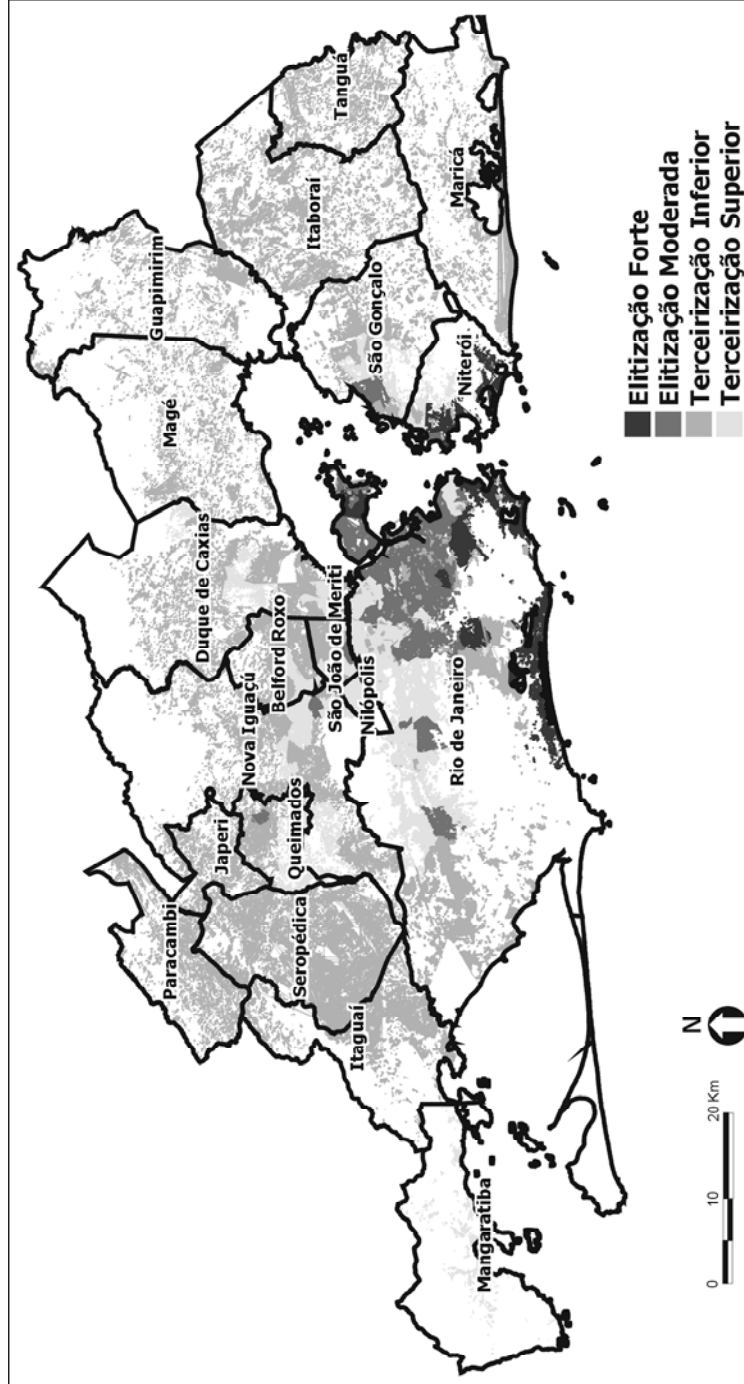 Guapimirim
Magé
Tanguá
Itaboraí
Duque de Caxias
Paracambi
Japeri
Nova Iguaçú
Belford Roxo
São Gonçalo
Maricá
Seropédica
Queimados
São João de Meriti
Nilópolis
Niterói
Itaguaí
Rio de Janeiro
Mangaratiba
Elitização Forte
Elitização Moderada
Terceirização Inferior
Terceirização Superior
N
0 10 20 Km